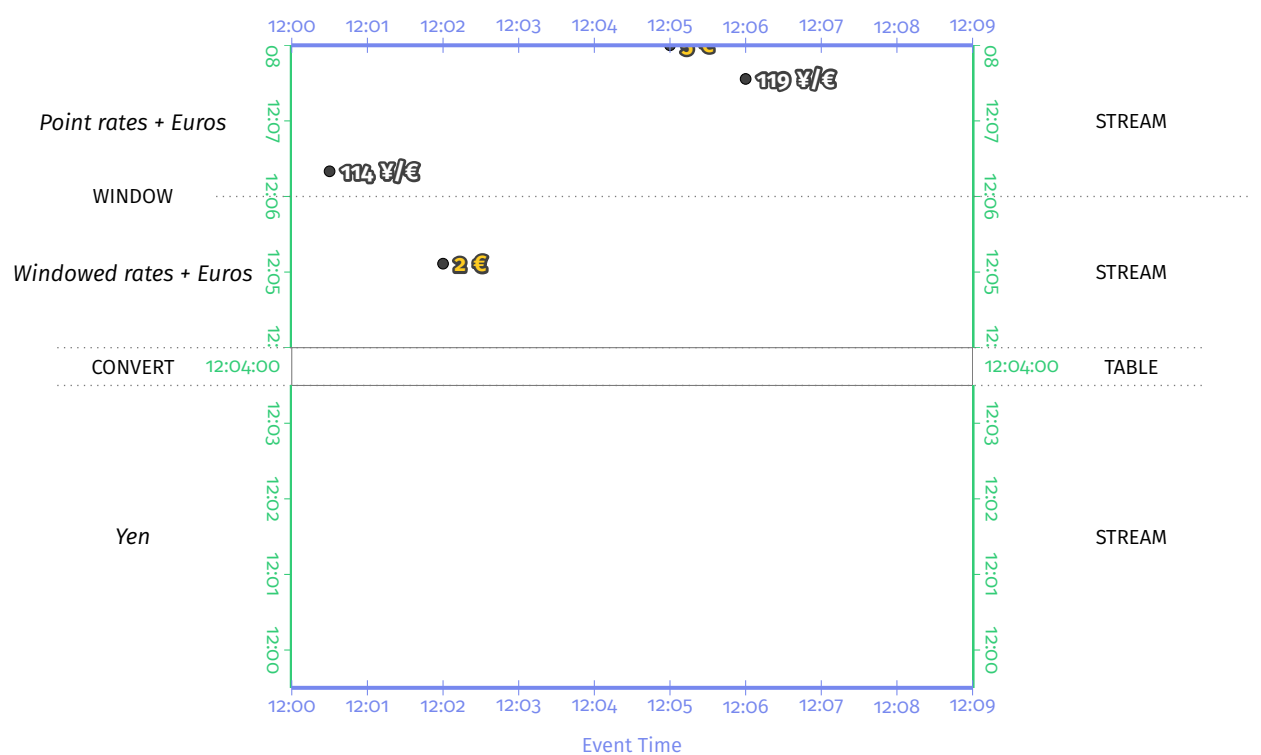 12:00 12:01 12:02 12:03 12:04 12:05 12:06 12:07 12:08 12:09
08 08
119 ¥/€
Point rates + Euros 12:07 12:07 STREAM
114 ¥/€
WINDOW 12:06 12:06
2 €
Windowed rates + Euros 12:05 12:05 STREAM
12: 12:
CONVERT 12:04:00 12:04:00 TABLE
12:03 12:03
12:02 12:02
Yen STREAM
12:01 12:01
12:00 12:00
12:00 12:01 12:02 12:03 12:04 12:05 12:06 12:07 12:08 12:09
Event Time